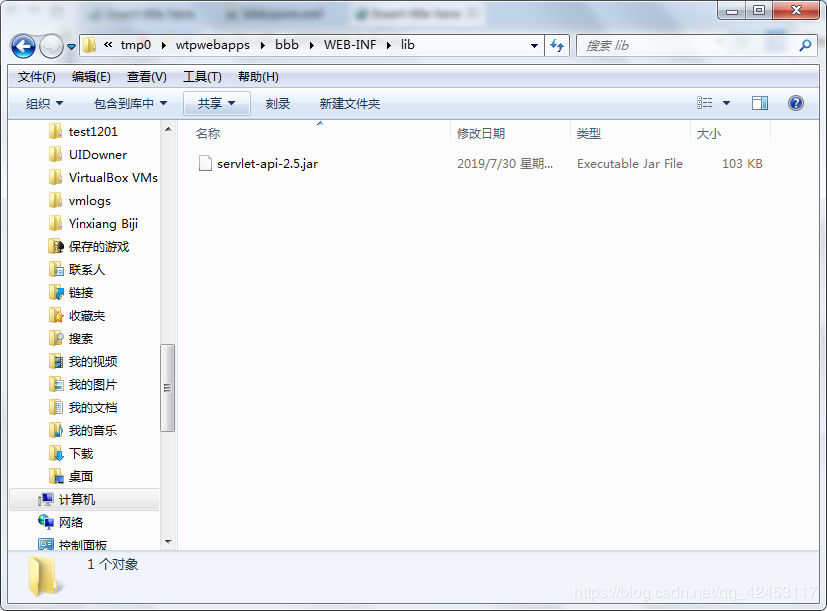 « tmp0 ▸ wtpwebapps ▸ bbb ▸ WEB-INF ▸ lib
搜索 lib
文件(F) 编辑(E) 查看(V) 工具(T) 帮助(H)
组织 包含到库中 共享 刻录 新建文件夹
名称 修改日期 类型 大小
servlet-api-2.5.jar 2019/7/30 星期... Executable Jar File 103 KB
test1201
UIDowner
VirtualBox VMs
vmlogs
Yinxiang Biji
保存的游戏
联系人
链接
收藏夹
搜索
我的视频
我的图片
我的文档
我的音乐
下载
桌面
计算机
网络
控制面板
1 个对象
https://blog.csdn.net/qq_42453117